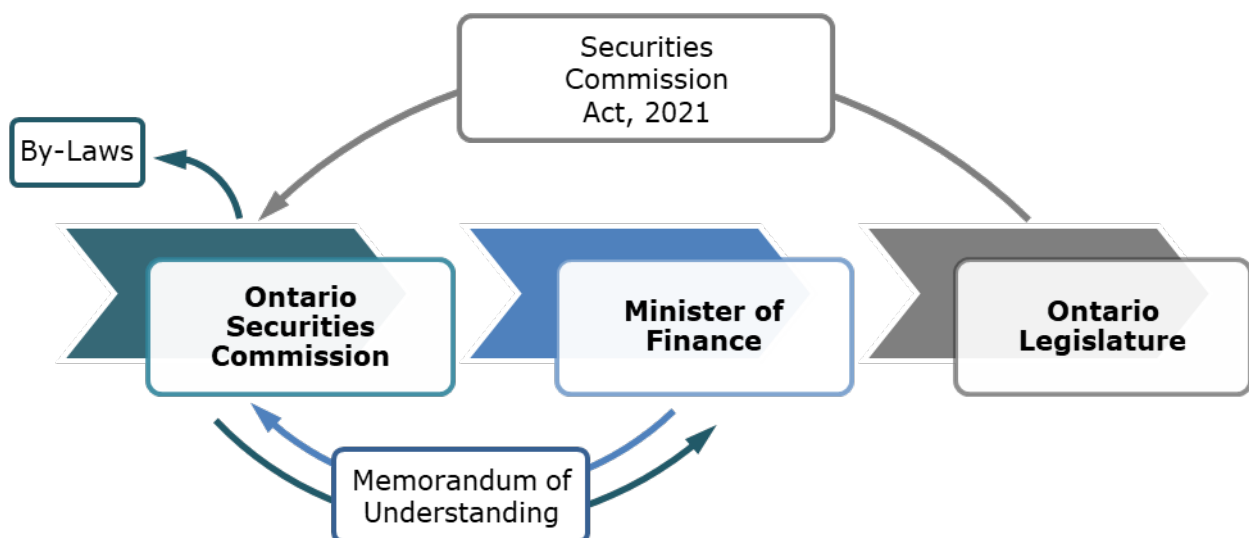 Securities
Commission
Act, 2021
By-Laws
Ontario
Securities
Commission
Minister of
Finance
Ontario
Legislature
Memorandum of
Understanding